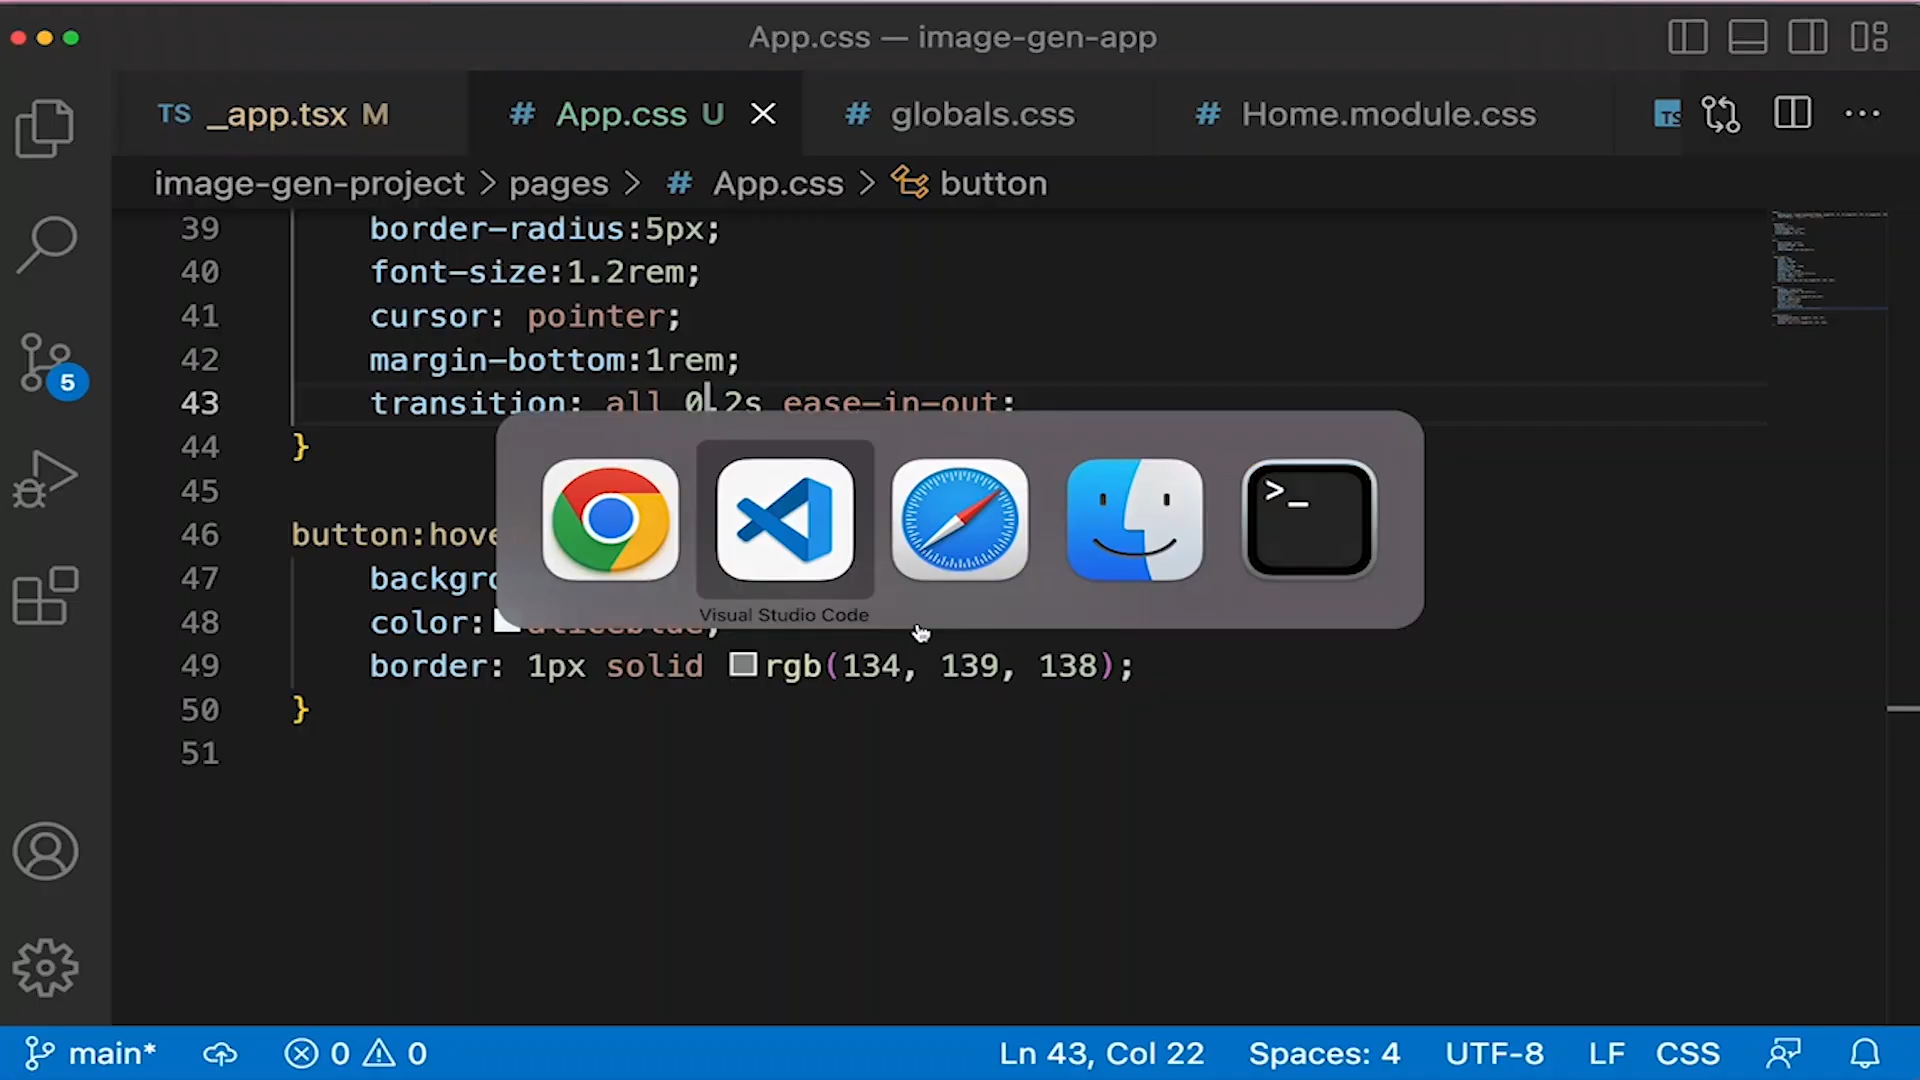 App.css — image-gen-app
TS _app.tsx M # App.css U # globals.css # Home.module.css TS
image-gen-project > pages > # App.css > button
39 border-radius:5px;
40 font-size:1.2rem;
41 cursor: pointer;
42 margin-bottom:1rem;
43 transition: all 0.2s ease-in-out;
44 }
45
46 button:hove
47 backgro
48 color: aliceblue;
49 border: 1px solid rgb(134, 139, 138);
50 }
51
>_
Visual Studio Code
5
main* 0 0 Ln 43, Col 22 Spaces: 4 UTF-8 LF CSS